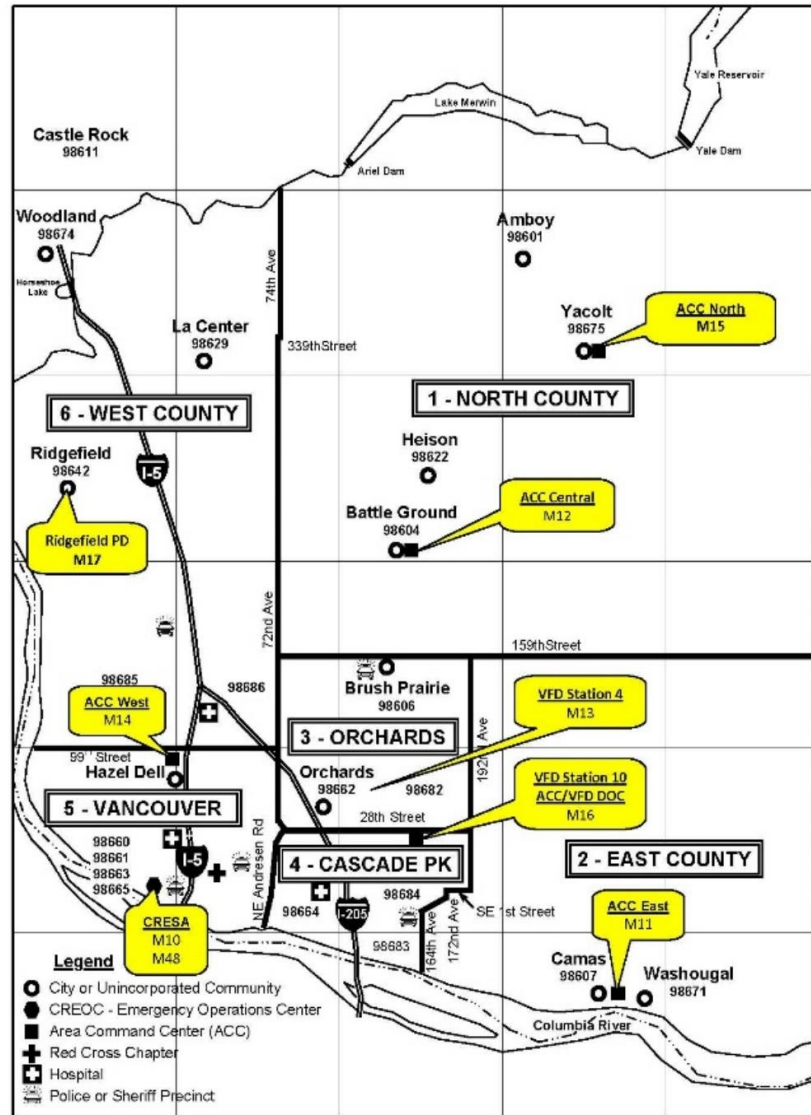 Yale Reservoir
Lake Merwin
Castle Rock
98611
Ariel Dam
Yale Dam
Woodland
98674
Amboy
98601
Horseshoe
Lake
74th Ave
Yacolt
98675
ACC North
M15
La Center
98629
339thStreet
6 - WEST COUNTY
1 - NORTH COUNTY
Ridgefield
98642
I-5
Heison
98622
ACC Central
M12
Battle Ground
98604
Ridgefield PD
M17
72nd Ave
159thStreet
98685
98686
Brush Prairie
98606
ACC West
M14
VFD Station 4
M13
192nd Ave
3 - ORCHARDS
99th Street
Hazel Dell
Orchards
98662
98682
VFD Station 10
ACC/VFD DOC
M16
5 - VANCOUVER
28th Street
98660
98661
98663
98665
I-5
NE Andresen Rd
4 - CASCADE PK
2 - EAST COUNTY
98664
I-205
98684
SE 1st Street
ACC East
M11
CRESA
M10
M48
98683
164th Ave
172nd Ave
Camas
98607
Washougal
98671
Columbia River
Legend
City or Unincorporated Community
CREOC - Emergency Operations Center
Area Command Center (ACC)
Red Cross Chapter
Hospital
Police or Sheriff Precinct